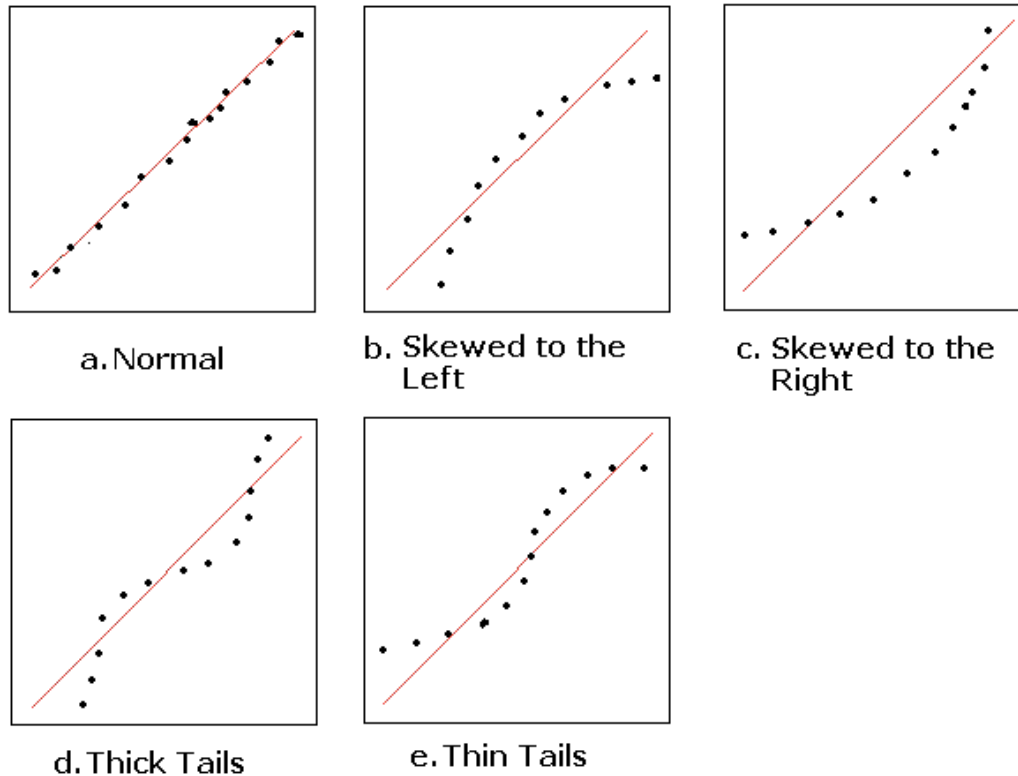 a. Normal
b. Skewed to the
Left
c. Skewed to the
Right
d. Thick Tails
e. Thin Tails